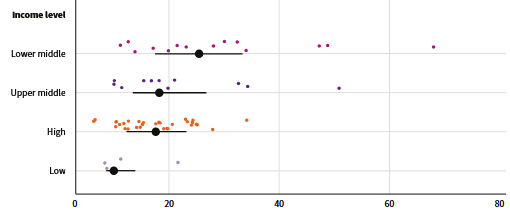 Income level
Lower middle
Upper middle
High
Low
0 20 40 60 80